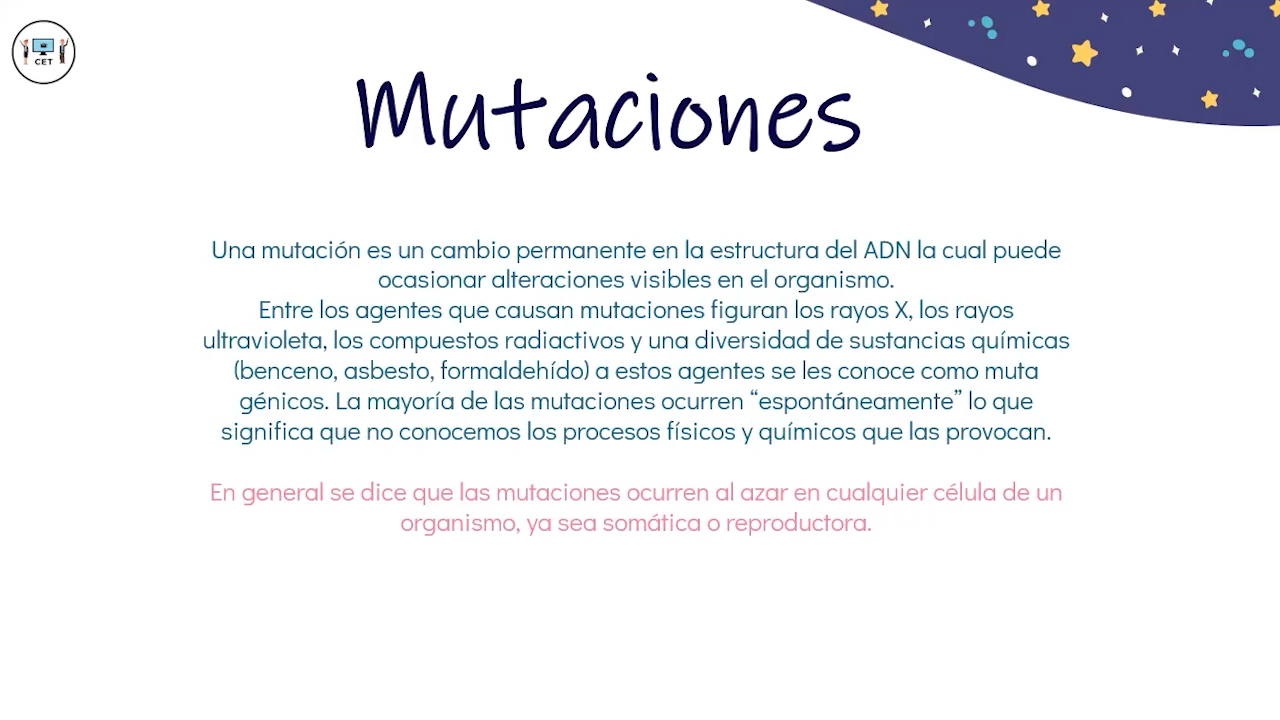 CET
Mutaciones
Una mutación es un cambio permanente en la estructura del ADN la cual puede
ocasionar alteraciones visibles en el organismo.
Entre los agentes que causan mutaciones figuran los rayos X, los rayos
ultravioleta, los compuestos radiactivos y una diversidad de sustancias químicas
(benceno, asbesto, formaldehído) a estos agentes se les conoce como muta
génicos. La mayoría de las mutaciones ocurren “espontáneamente” lo que
significa que no conocemos los procesos físicos y químicos que las provocan.
En general se dice que las mutaciones ocurren al azar en cualquier célula de un
organismo, ya sea somática o reproductora.